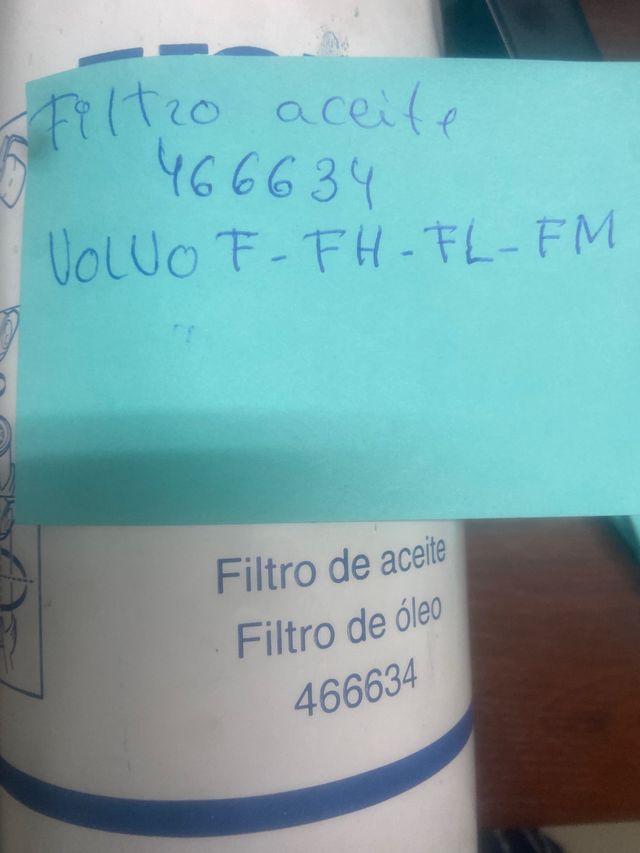 Filtro aceite
466634
VOLVO F - FH - FL - FM
Filtro de aceite
Filtro de óleo
466634